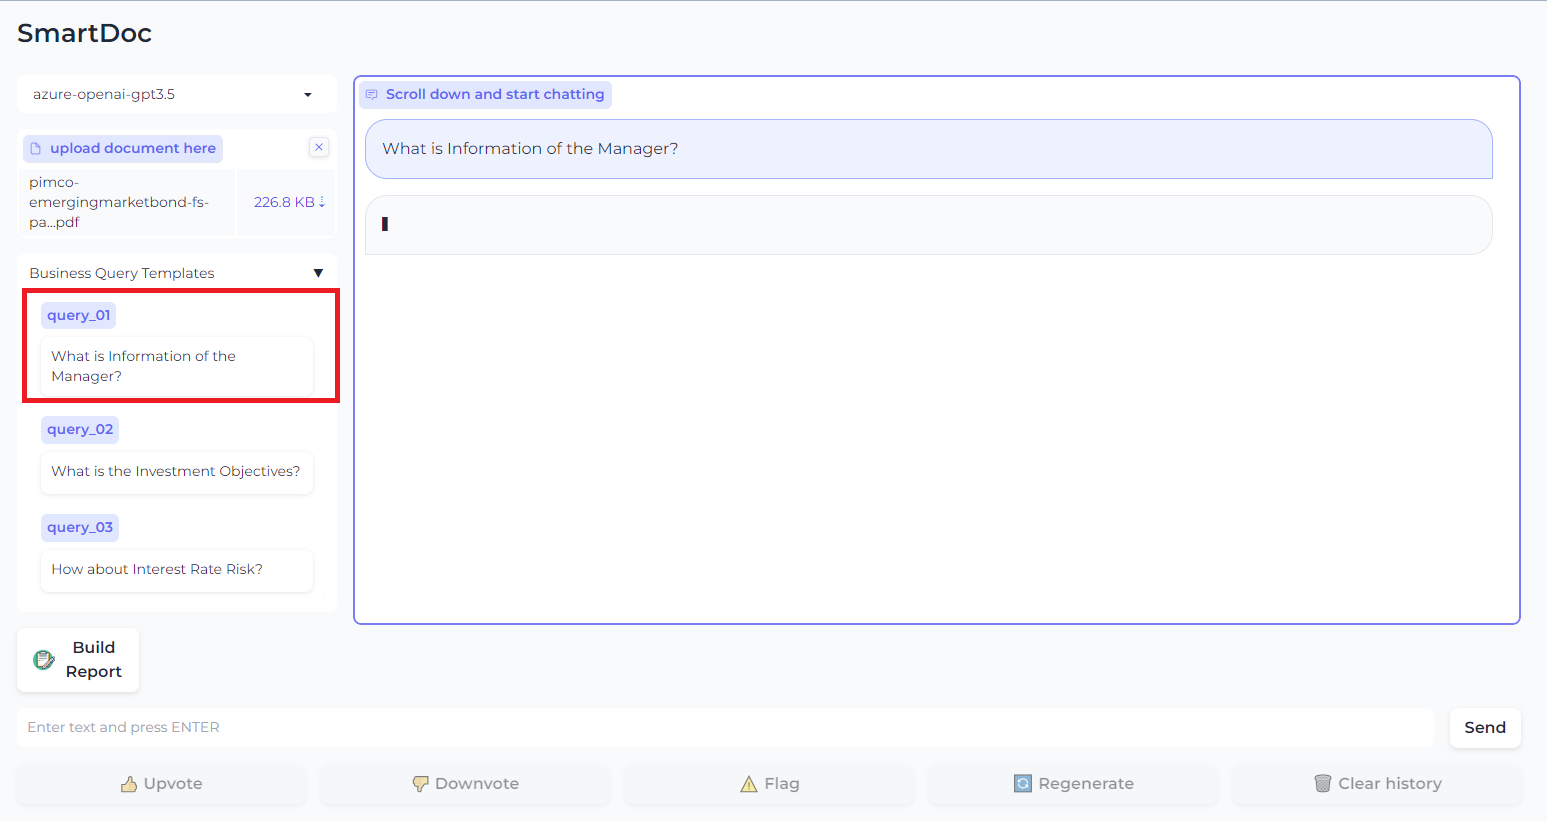 SmartDoc
azure-openai-gpt3.5
upload document here
pimco-
emergingmarketbond-fs-
pa...pdf
226.8 KB⇣
Business Query Templates
query_01
What is Information of the
Manager?
query_02
What is the Investment Objectives?
query_03
How about Interest Rate Risk?
Build
Report
Scroll down and start chatting
What is Information of the Manager?
Enter text and press ENTER
Send
Upvote
Downvote
Flag
Regenerate
Clear history